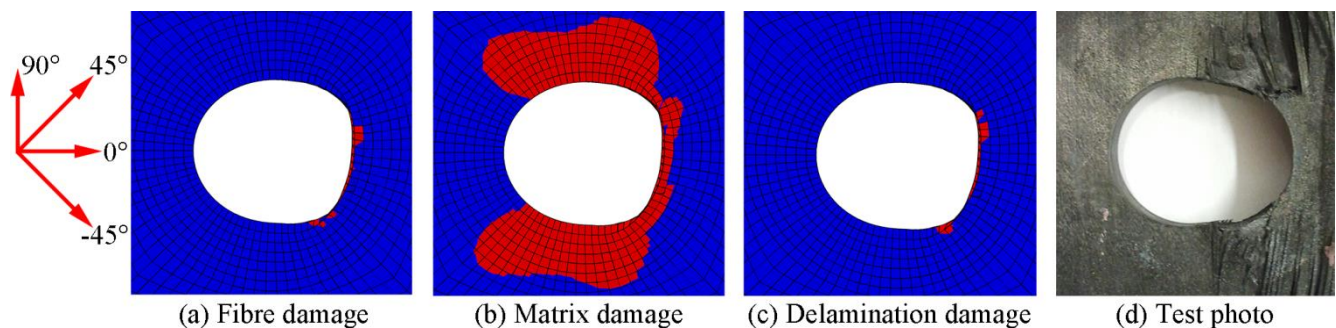 90°
45°
0°
-45°
(a) Fibre damage
(b) Matrix damage
(c) Delamination damage
(d) Test photo